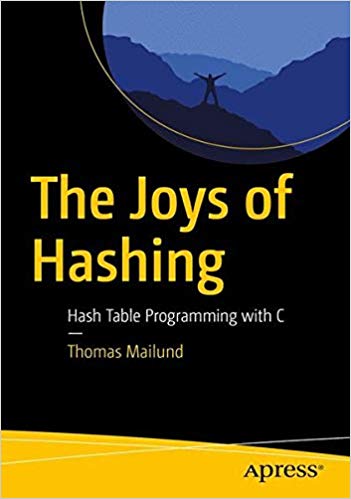 The Joys of
Hashing
Hash Table Programming with C
Thomas Mailund
Apress®